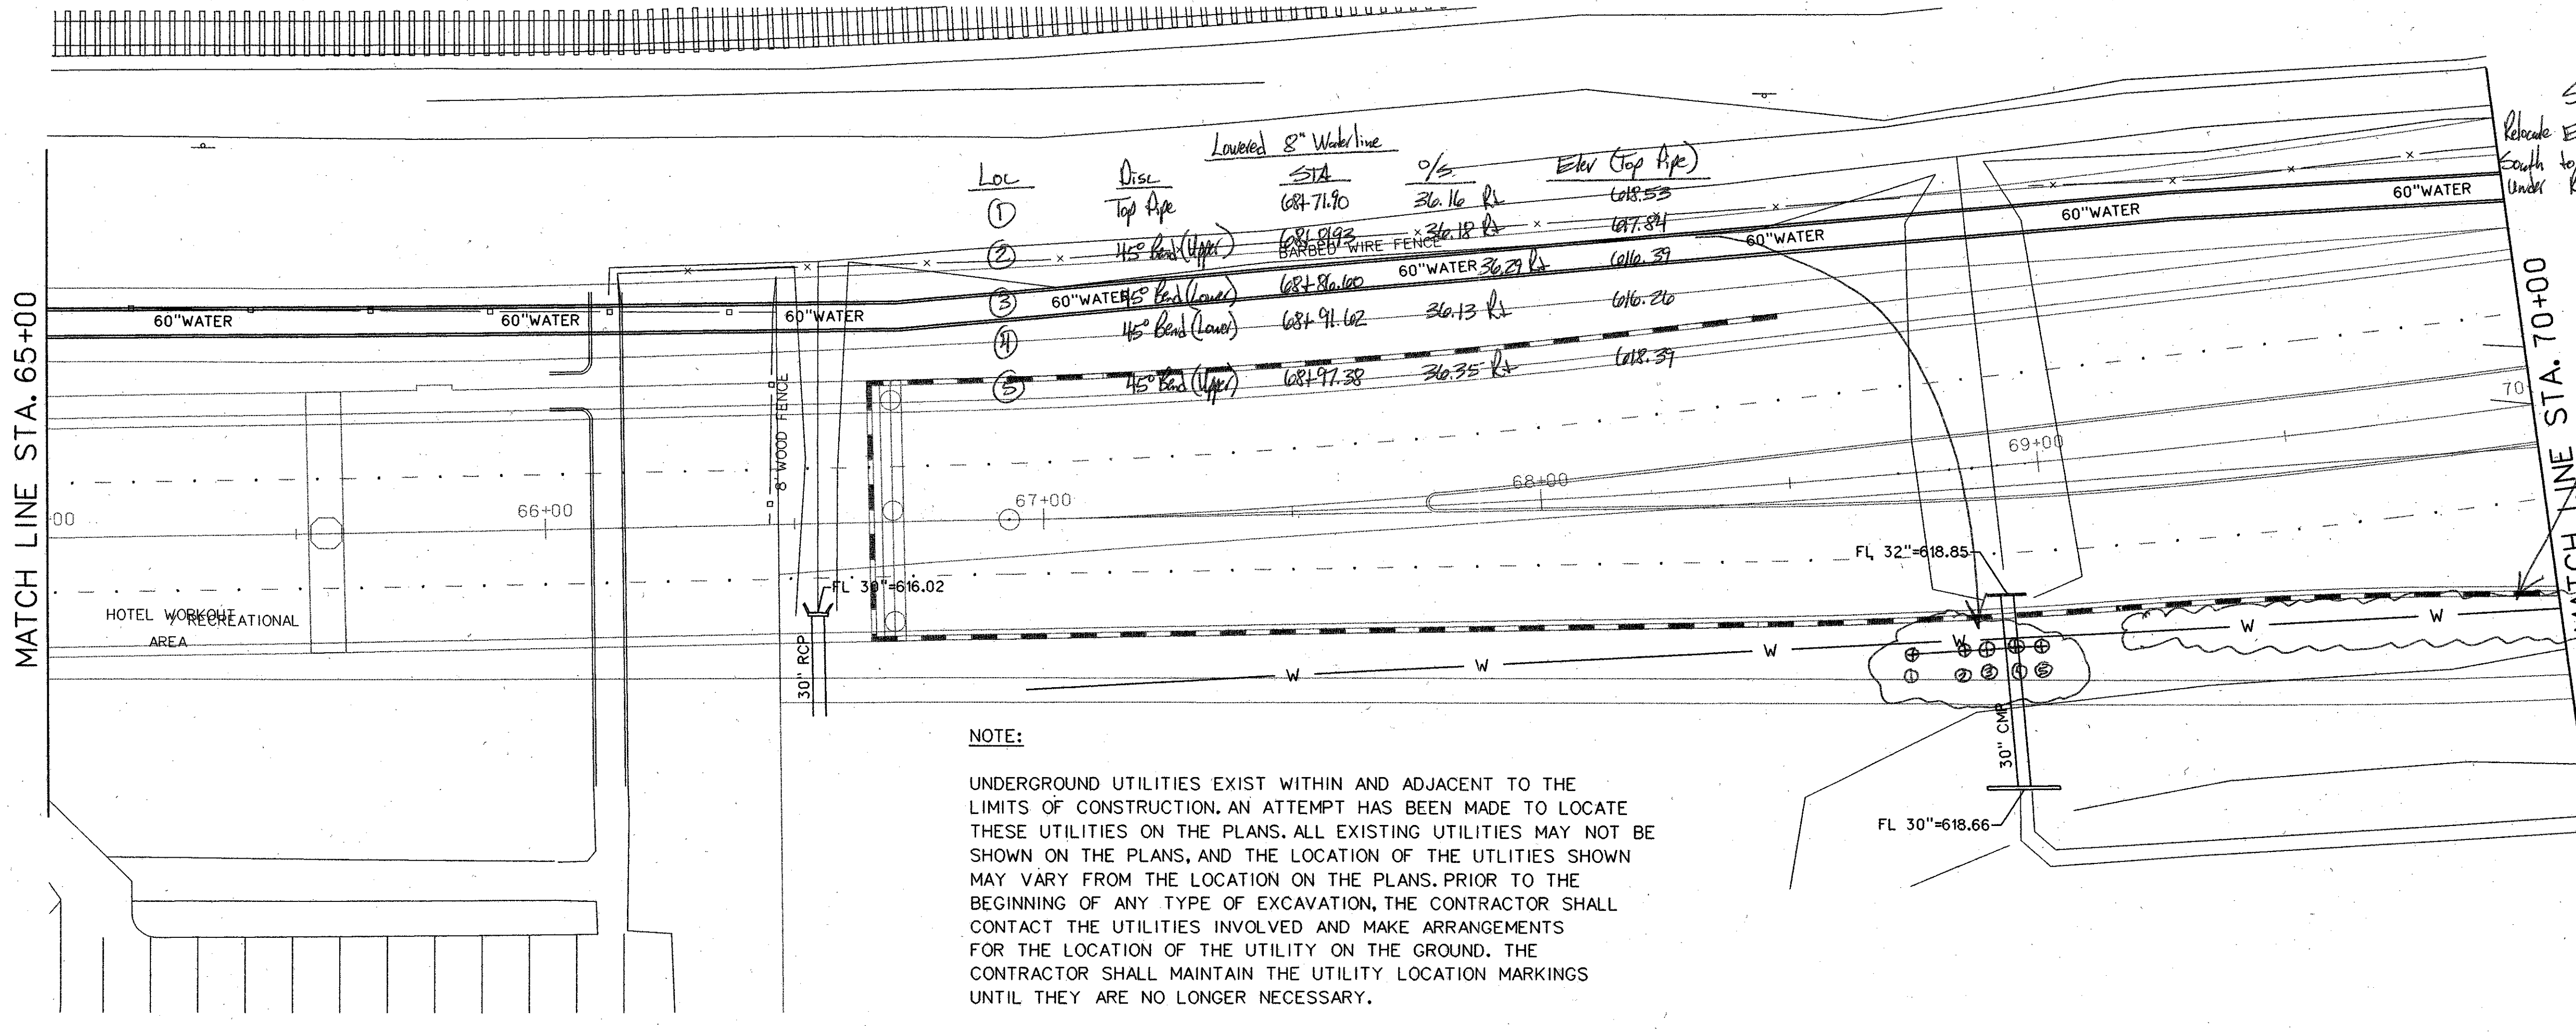 Lowered 8" Waterline
Loc Disc STA O/S Elev (Top Pipe)
① Top Pipe 68+71.90 36.16 Rt 618.53
② 45° Bend (Upper) 36.18 Rt 617.84
③ 45° Bend (Lower) 68+86.60 36.29 Rt 616.39
④ 45° Bend (Lower) 68+91.62 36.13 Rt 616.26
⑤ 45° Bend (Upper) 68+97.38 36.35 Rt 618.39
BARBED WIRE FENCE
60"WATER
60"WATER
60"WATER
60"WATER
60"WATER
60"WATER
60"WATER
60"WATER
Relocate
South to
Under
MATCH LINE STA. 65+00
MATCH LINE STA. 70+00
MATCH LINE
8' WOOD FENCE
00
66+00
67+00
68+00
69+00
70
HOTEL WORKOUT
/ RECREATIONAL
AREA
FL 30"=616.02
30" RCP
FL 32"=618.85
W W W W W W
① ② ③ ④ ⑤
30" CMP
FL 30"=618.66
NOTE:
UNDERGROUND UTILITIES EXIST WITHIN AND ADJACENT TO THE
LIMITS OF CONSTRUCTION. AN ATTEMPT HAS BEEN MADE TO LOCATE
THESE UTILITIES ON THE PLANS. ALL EXISTING UTILITIES MAY NOT BE
SHOWN ON THE PLANS, AND THE LOCATION OF THE UTLITIES SHOWN
MAY VARY FROM THE LOCATION ON THE PLANS. PRIOR TO THE
BEGINNING OF ANY TYPE OF EXCAVATION, THE CONTRACTOR SHALL
CONTACT THE UTILITIES INVOLVED AND MAKE ARRANGEMENTS
FOR THE LOCATION OF THE UTILITY ON THE GROUND. THE
CONTRACTOR SHALL MAINTAIN THE UTILITY LOCATION MARKINGS
UNTIL THEY ARE NO LONGER NECESSARY.